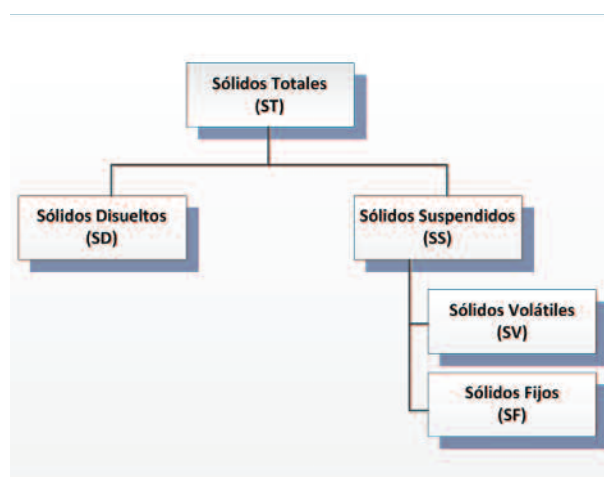 Sólidos Totales
(ST)
Sólidos Disueltos
(SD)
Sólidos Suspendidos
(SS)
Sólidos Volátiles
(SV)
Sólidos Fijos
(SF)